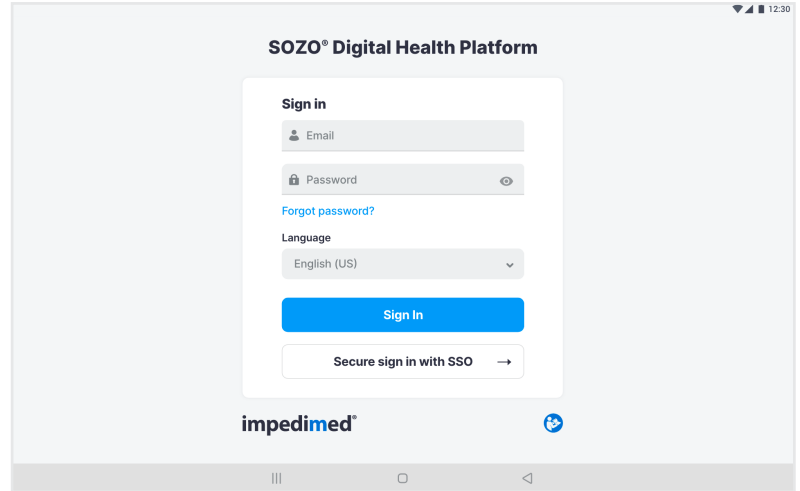 12:30
SOZO® Digital Health Platform
Sign in
Email
Password
Forgot password?
Language
English (US)
Sign In
Secure sign in with SSO
impedimed®